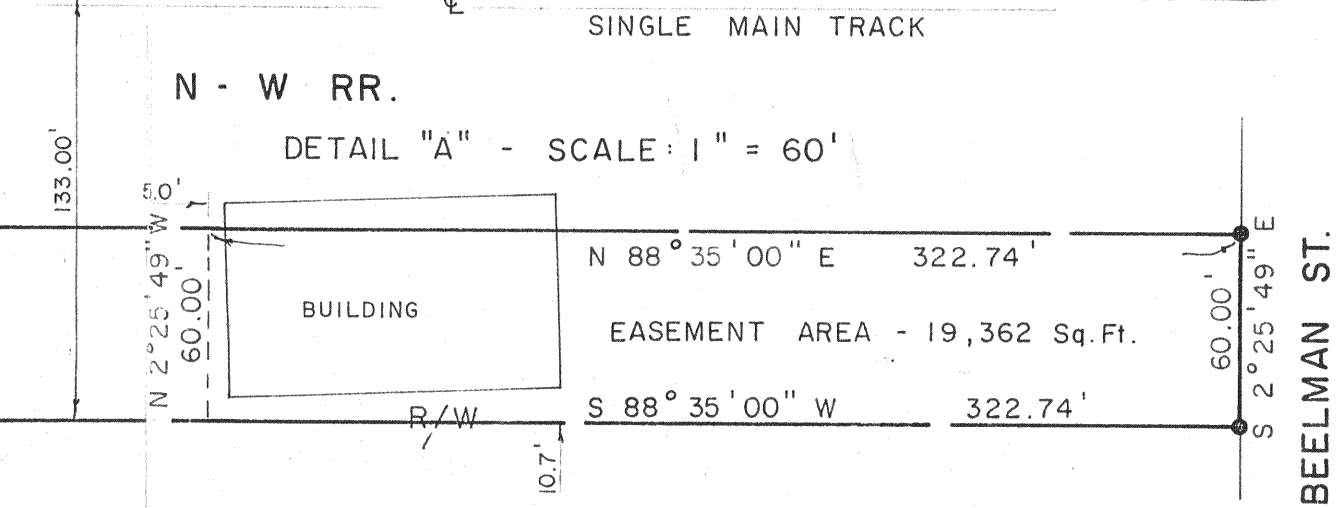 ℄
SINGLE MAIN TRACK
N - W RR.
DETAIL "A" - SCALE: 1" = 60'
133.00'
5.0'
N 2°25'49" W
60.00'
BUILDING
N 88°35'00" E 322.74'
EASEMENT AREA - 19,362 Sq.Ft.
S 88°35'00" W 322.74'
R/W
10.7'
60.00'
S 2°25'49" E
BEELMAN ST.